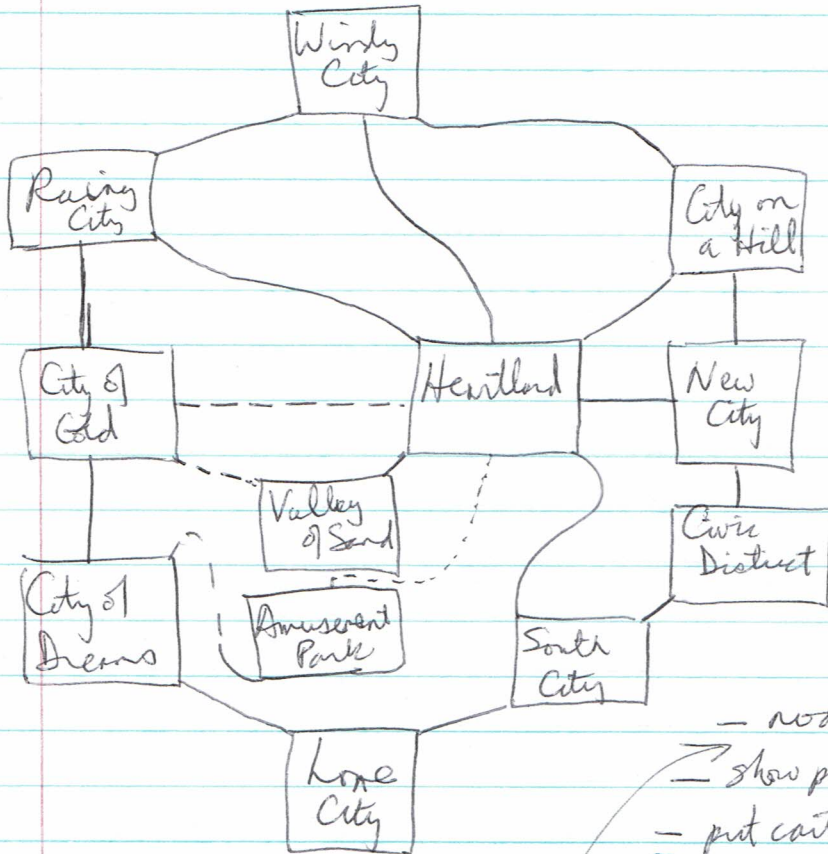 Windy
City
Rainy
City
City on
a Hill
City of
Gold
Heartland
New
City
Valley
of Sand
Civic
District
City of
Dreams
Amusement
Park
South
City
Lone
City
—
— show
— put